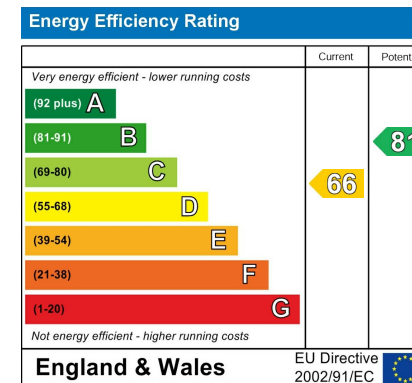 Energy Efficiency Rating
Current Potent
Very energy efficient - lower running costs
(92 plus) A
(81-91) B
81
(69-80) C
66
(55-68) D
(39-54) E
(21-38) F
(1-20) G
Not energy efficient - higher running costs
England & Wales
EU Directive
2002/91/EC